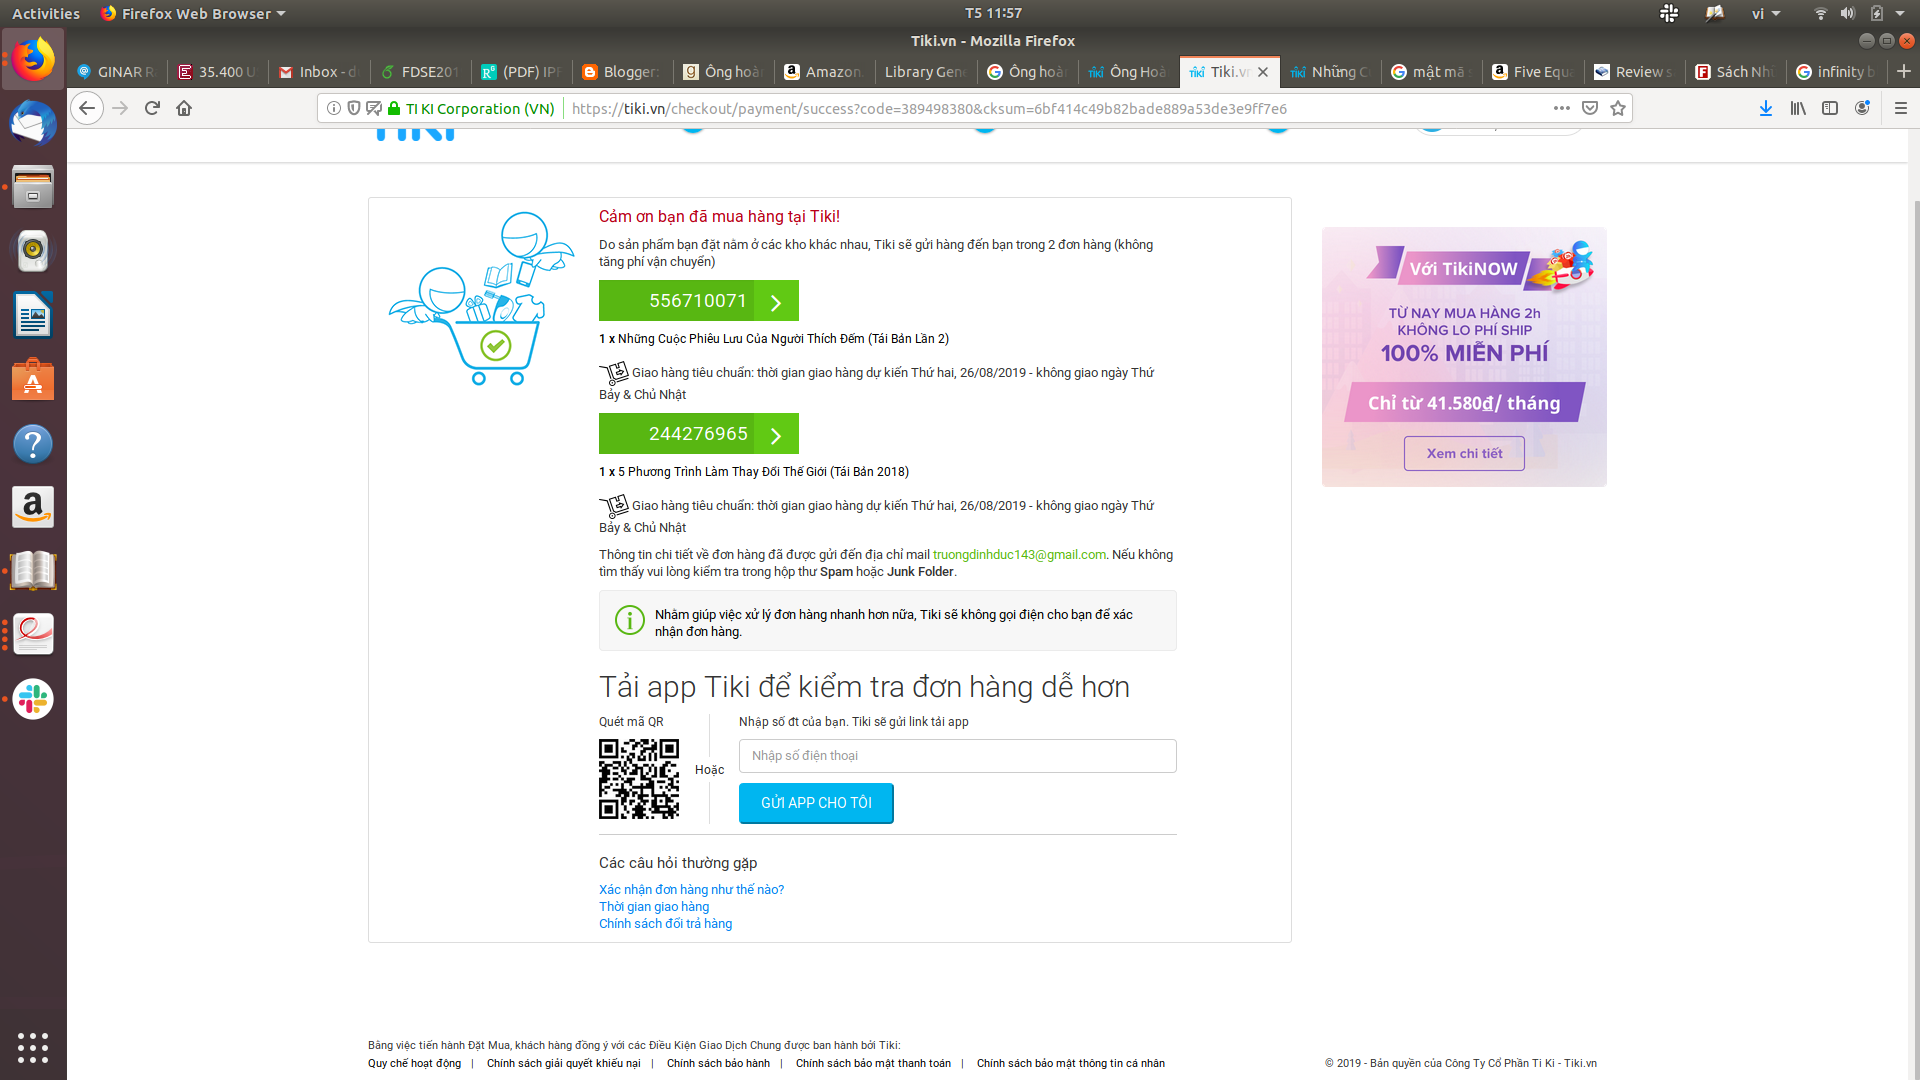 Activities
Firefox Web Browser
T5 11:57
vi
Tiki.vn - Mozilla Firefox
GINAR R
35.400 U
Inbox - d
FDSE201
(PDF) IPF
Blogger:
Ông hoàn
Amazon.
Library Gene
Ông hoàn
Ông Hoà
Tiki.vn
Những C
mật mã
Five Equa
Review s
Sách Nhữ
infinity b
TI KI Corporation (VN)
https://tiki.vn/checkout/payment/success?code=389498380&cksum=6bf414c49b82bade889a53de3e9ff7e6
TIKI
Cảm ơn bạn đã mua hàng tại Tiki!
Do sản phẩm bạn đặt nằm ở các kho khác nhau, Tiki sẽ gửi hàng đến bạn trong 2 đơn hàng (không
tăng phí vận chuyển)
556710071
1 x Những Cuộc Phiêu Lưu Của Người Thích Đếm (Tái Bản Lần 2)
Giao hàng tiêu chuẩn: thời gian giao hàng dự kiến Thứ hai, 26/08/2019 - không giao ngày Thứ
Bảy & Chủ Nhật
244276965
1 x 5 Phương Trình Làm Thay Đổi Thế Giới (Tái Bản 2018)
Giao hàng tiêu chuẩn: thời gian giao hàng dự kiến Thứ hai, 26/08/2019 - không giao ngày Thứ
Bảy & Chủ Nhật
Thông tin chi tiết về đơn hàng đã được gửi đến địa chỉ mail truongdinhduc143@gmail.com. Nếu không
tìm thấy vui lòng kiểm tra trong hộp thư Spam hoặc Junk Folder.
Nhằm giúp việc xử lý đơn hàng nhanh hơn nữa, Tiki sẽ không gọi điện cho bạn để xác
nhận đơn hàng.
Tải app Tiki để kiểm tra đơn hàng dễ hơn
Quét mã QR
Hoặc
Nhập số đt của bạn. Tiki sẽ gửi link tải app
Nhập số điện thoại
GỬI APP CHO TÔI
Các câu hỏi thường gặp
Xác nhận đơn hàng như thế nào?
Thời gian giao hàng
Chính sách đổi trả hàng
Với TikiNOW
TỪ NAY MUA HÀNG 2h
KHÔNG LO PHÍ SHIP
100% MIỄN PHÍ
Chỉ từ 41.580₫/ tháng
Xem chi tiết
Bằng việc tiến hành Đặt Mua, khách hàng đồng ý với các Điều Kiện Giao Dịch Chung được ban hành bởi Tiki:
Quy chế hoạt động | Chính sách giải quyết khiếu nại | Chính sách bảo hành | Chính sách bảo mật thanh toán | Chính sách bảo mật thông tin cá nhân
© 2019 - Bản quyền của Công Ty Cổ Phần Ti Ki - Tiki.vn